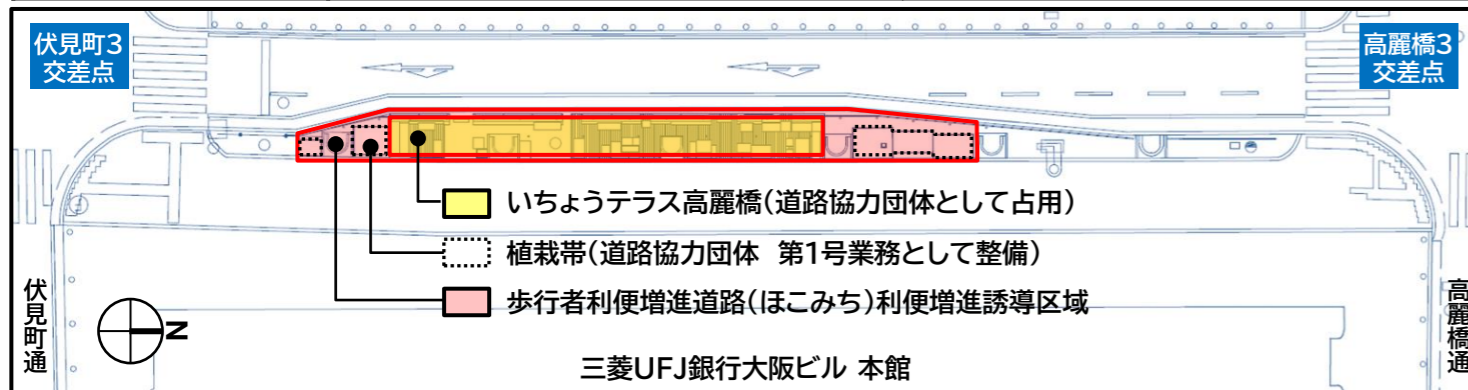 伏見町3
交差点
高麗橋3
交差点
いちょうテラス高麗橋(道路協力団体として占用)
植栽帯(道路協力団体　第1号業務として整備)
歩行者利便増進道路(ほこみち)利便増進誘導区域
伏見町通
N
三菱UFJ銀行大阪ビル 本館
高麗橋通